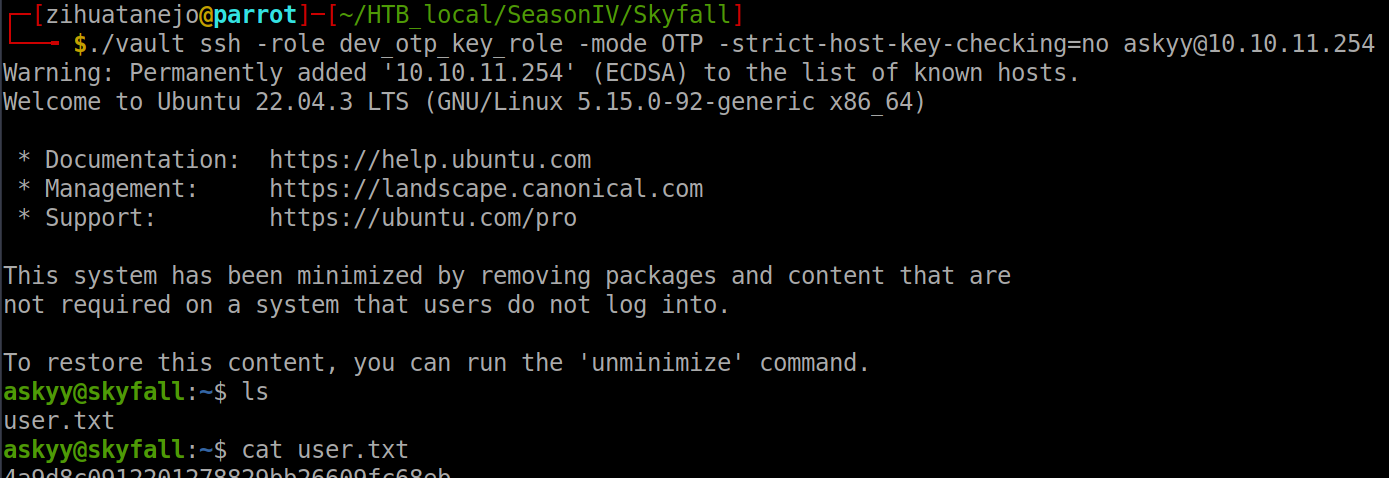 ┌─[zihuatanejo@parrot]─[~/HTB_local/SeasonIV/Skyfall]
└──╼ $./vault ssh -role dev_otp_key_role -mode OTP -strict-host-key-checking=no askyy@10.10.11.254
Warning: Permanently added '10.10.11.254' (ECDSA) to the list of known hosts.
Welcome to Ubuntu 22.04.3 LTS (GNU/Linux 5.15.0-92-generic x86_64)
* Documentation:  https://help.ubuntu.com
* Management:     https://landscape.canonical.com
* Support:        https://ubuntu.com/pro
This system has been minimized by removing packages and content that are
not required on a system that users do not log into.
To restore this content, you can run the 'unminimize' command.
askyy@skyfall:~$ ls
user.txt
askyy@skyfall:~$ cat user.txt